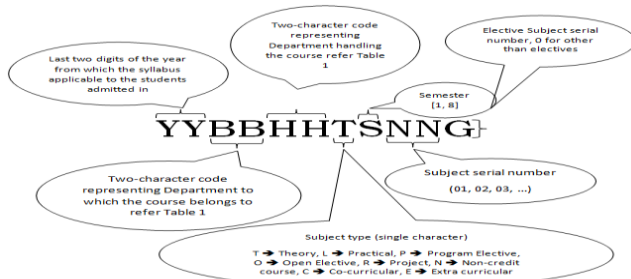 Two-character code
representing
Department handling
the course refer Table
1
Elective Subject serial
number, 0 for other
than electives
Last two digits of the year
from which the syllabus
applicable to the students
admitted in
Semester
[1, 8]
YYBBHHTSNNG
Two-character code
representing Department to
which the course belongs to
refer Table 1
Subject serial number
(01, 02, 03, ...)
Subject type (single character)
T ➔ Theory, L ➔ Practical, P ➔ Program Elective,
O ➔ Open Elective, R ➔ Project, N ➔ Non-credit
course, C ➔ Co-curricular, E ➔ Extra curricular